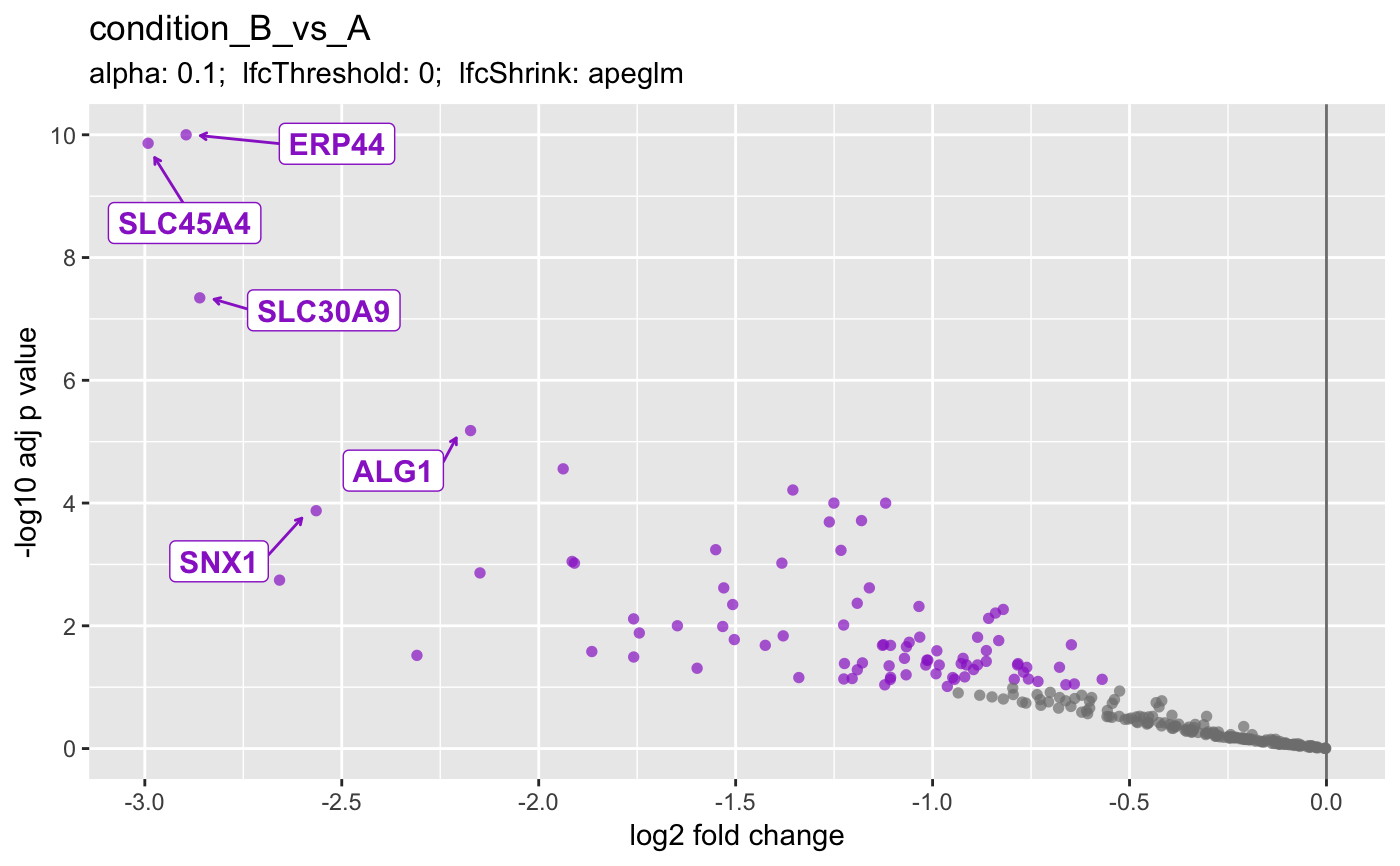 condition_B_vs_A
alpha: 0.1;  lfcThreshold: 0;  lfcShrink: apeglm
10
8
6
4
2
0
-log10 adj p value
ERP44
SLC45A4
SLC30A9
ALG1
SNX1
-3.0
-2.5
-2.0
-1.5
-1.0
-0.5
0.0
log2 fold change